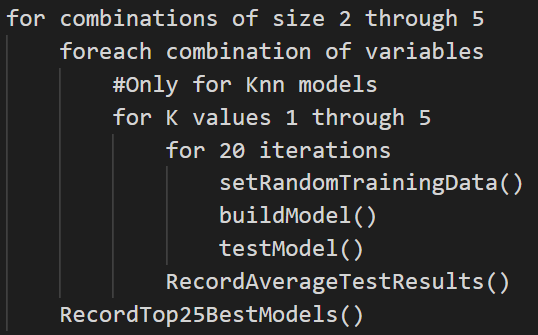 for combinations of size 2 through 5
    foreach combination of variables
        #Only for Knn models
        for K values 1 through 5
            for 20 iterations
                setRandomTrainingData()
                buildModel()
                testModel()
            RecordAverageTestResults()
    RecordTop25BestModels()